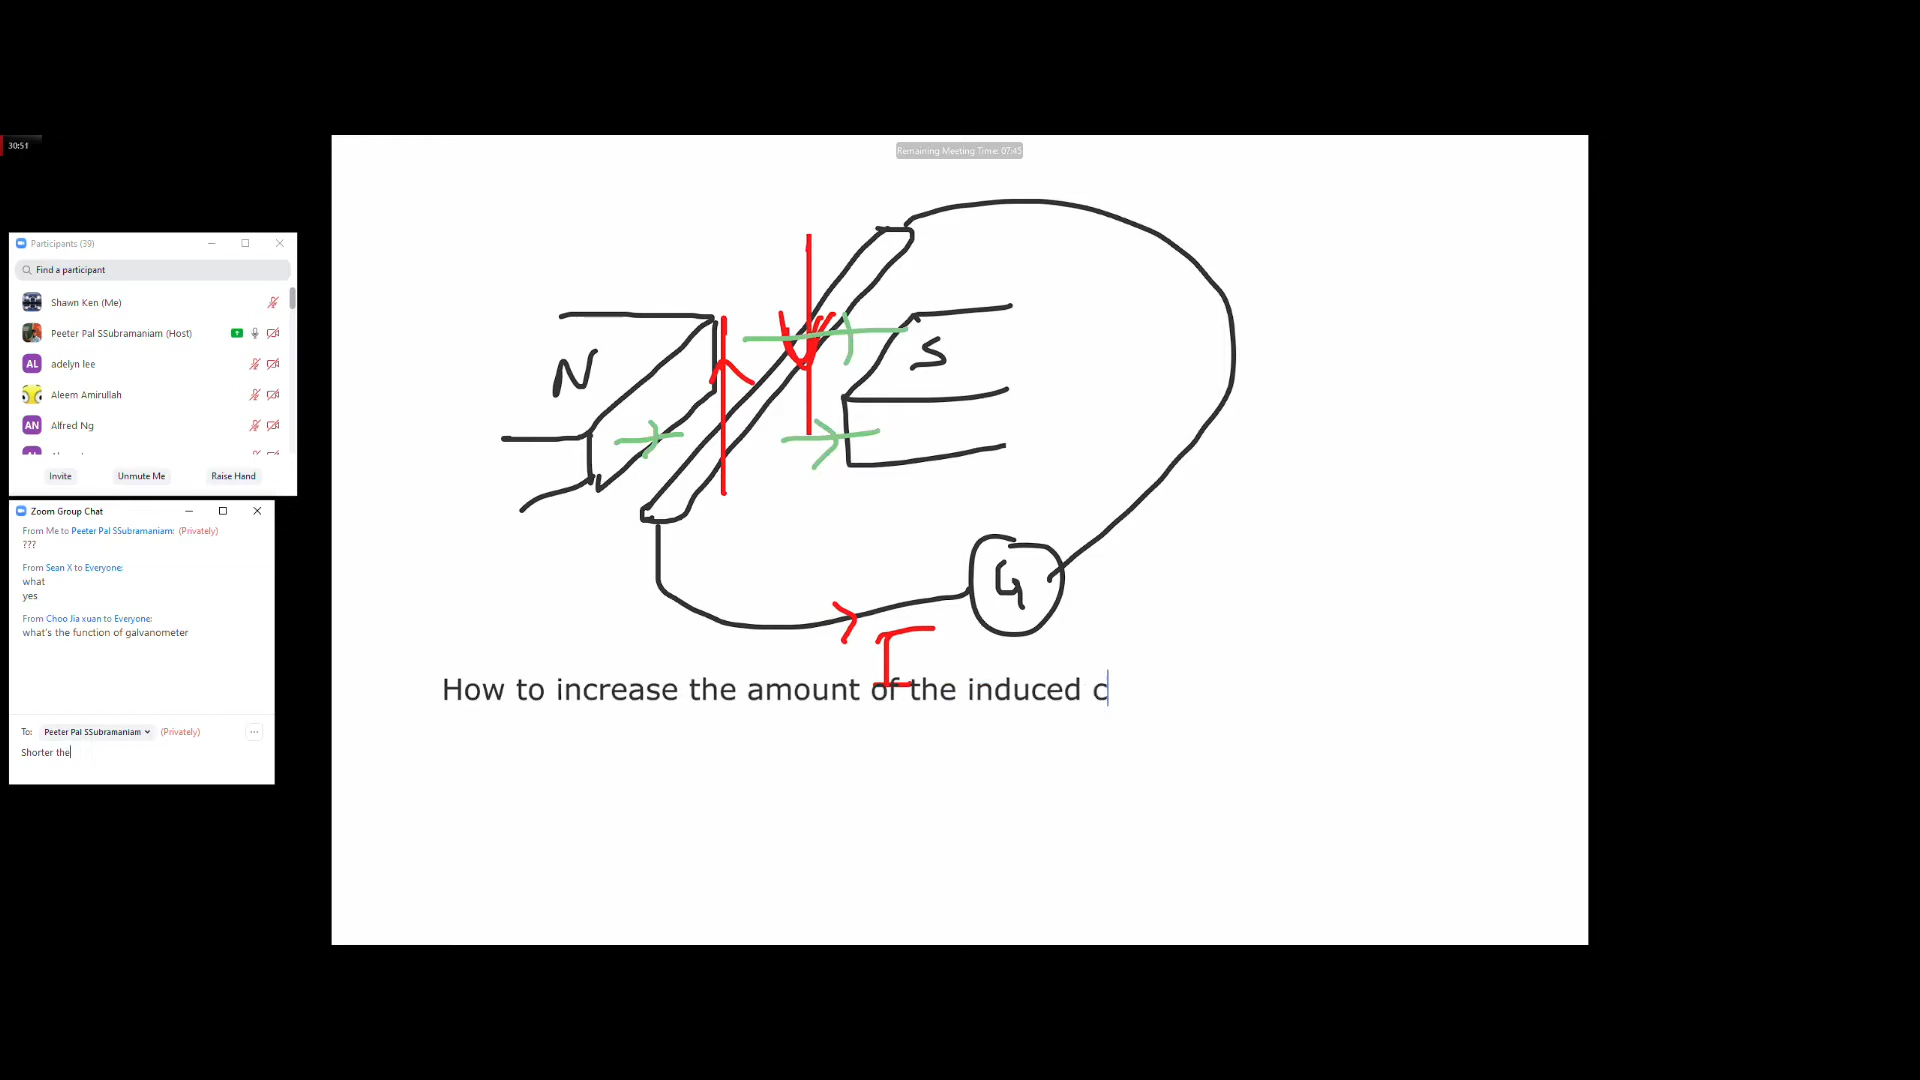 30:51
Remaining Meeting Time: 07:45
Participants (39)
Find a participant
Shawn Ken (Me)
Peeter Pal SSubramaniam (Host)
AL adelyn lee
Aleem Amirullah
AN Alfred Ng
Invite Unmute Me Raise Hand
Zoom Group Chat
From Me to Peeter Pal SSubramaniam: (Privately)
???
From Sean X to Everyone:
what
yes
From Choo Jia xuan to Everyone:
what's the function of galvanometer
To: Peeter Pal SSubramaniam (Privately)
...
Shorter the
N
S
G
I
How to increase the amount of the induced c